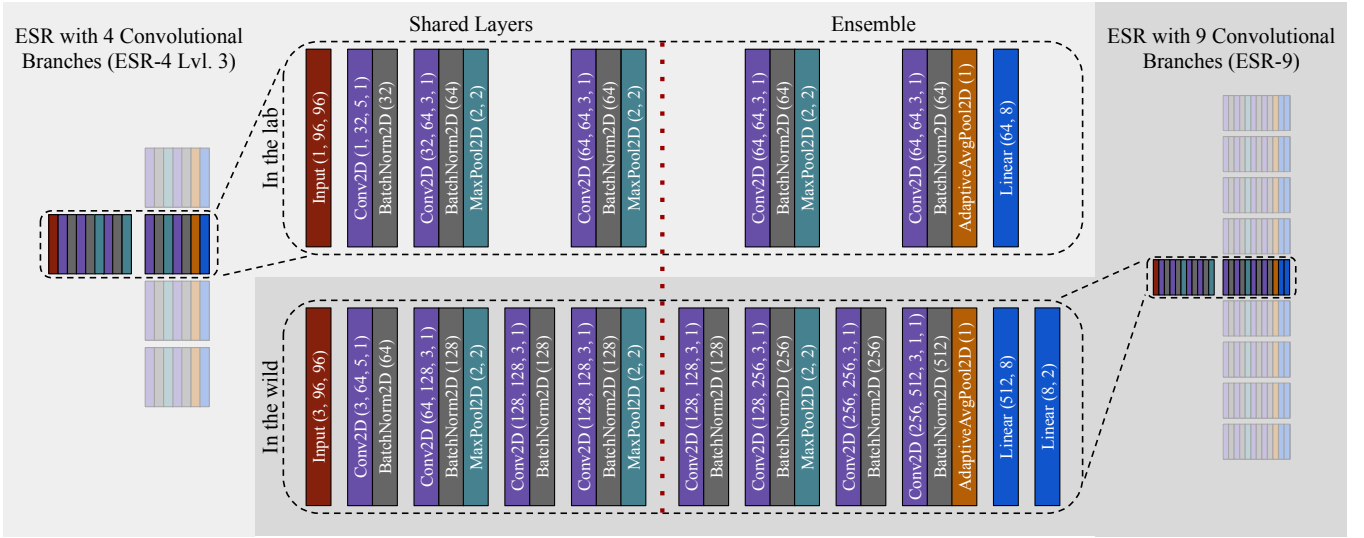 ESR with 4 Convolutional
Branches (ESR-4 Lvl. 3)
Shared Layers
Ensemble
ESR with 9 Convolutional
Branches (ESR-9)
In the lab
Input (1, 96, 96)
Conv2D (1, 32, 5, 1)
BatchNorm2D (32)
Conv2D (32, 64, 3, 1)
BatchNorm2D (64)
MaxPool2D (2, 2)
Conv2D (64, 64, 3, 1)
BatchNorm2D (64)
MaxPool2D (2, 2)
Conv2D (64, 64, 3, 1)
BatchNorm2D (64)
MaxPool2D (2, 2)
Conv2D (64, 64, 3, 1)
BatchNorm2D (64)
AdaptiveAvgPool2D (1)
Linear (64, 8)
In the wild
Input (3, 96, 96)
Conv2D (3, 64, 5, 1)
BatchNorm2D (64)
Conv2D (64, 128, 3, 1)
BatchNorm2D (128)
MaxPool2D (2, 2)
Conv2D (128, 128, 3, 1)
BatchNorm2D (128)
Conv2D (128, 128, 3, 1)
BatchNorm2D (128)
MaxPool2D (2, 2)
Conv2D (128, 128, 3, 1)
BatchNorm2D (128)
Conv2D (128, 256, 3, 1)
BatchNorm2D (256)
MaxPool2D (2, 2)
Conv2D (256, 256, 3, 1)
BatchNorm2D (256)
Conv2D (256, 512, 3, 1, 1)
BatchNorm2D (512)
AdaptiveAvgPool2D (1)
Linear (512, 8)
Linear (8, 2)